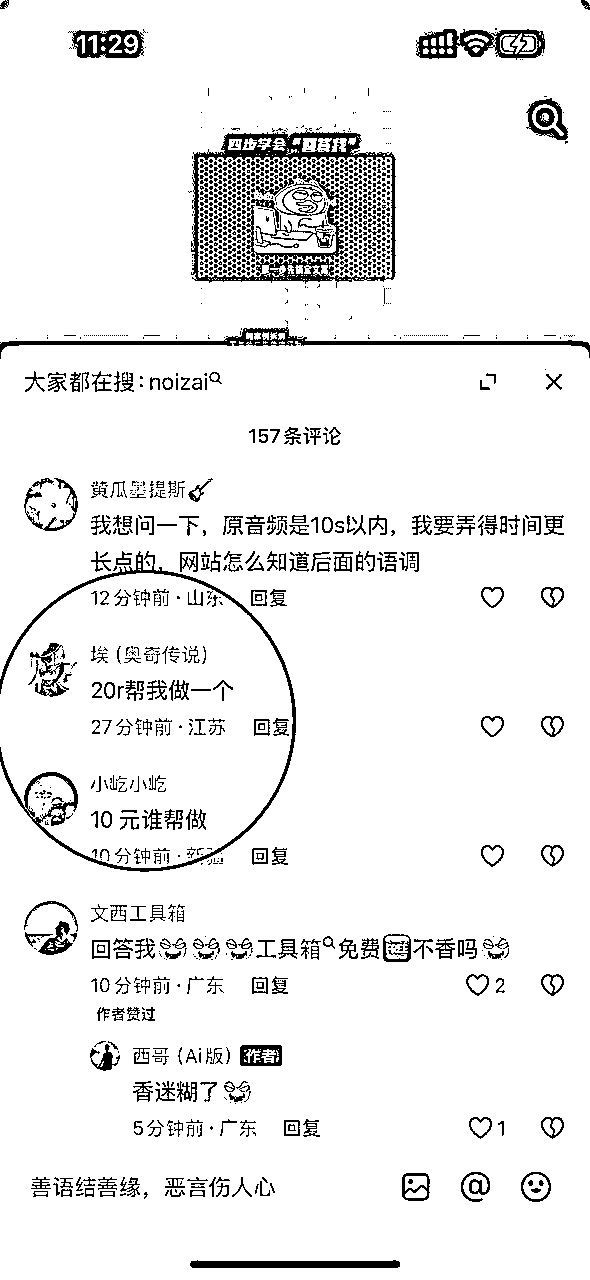 11:29
四步学会“回答我”
大家都在搜：noizai
157条评论
黄瓜墨提斯
我想问一下，原音频是10s以内，我要弄得时间更
长点的，网站怎么知道后面的语调
12分钟前·山东 回复
埃（奥奇传说）
20r帮我做一个
27分钟前·江苏 回复
小屹小屹
10 元谁帮做
10分钟前·新疆 回复
文西工具箱
回答我工具箱免费不香吗
10分钟前·广东 回复
2
作者赞过
西哥（Ai版） 作者
香迷糊了
5分钟前·广东 回复
1
善语结善缘，恶言伤人心